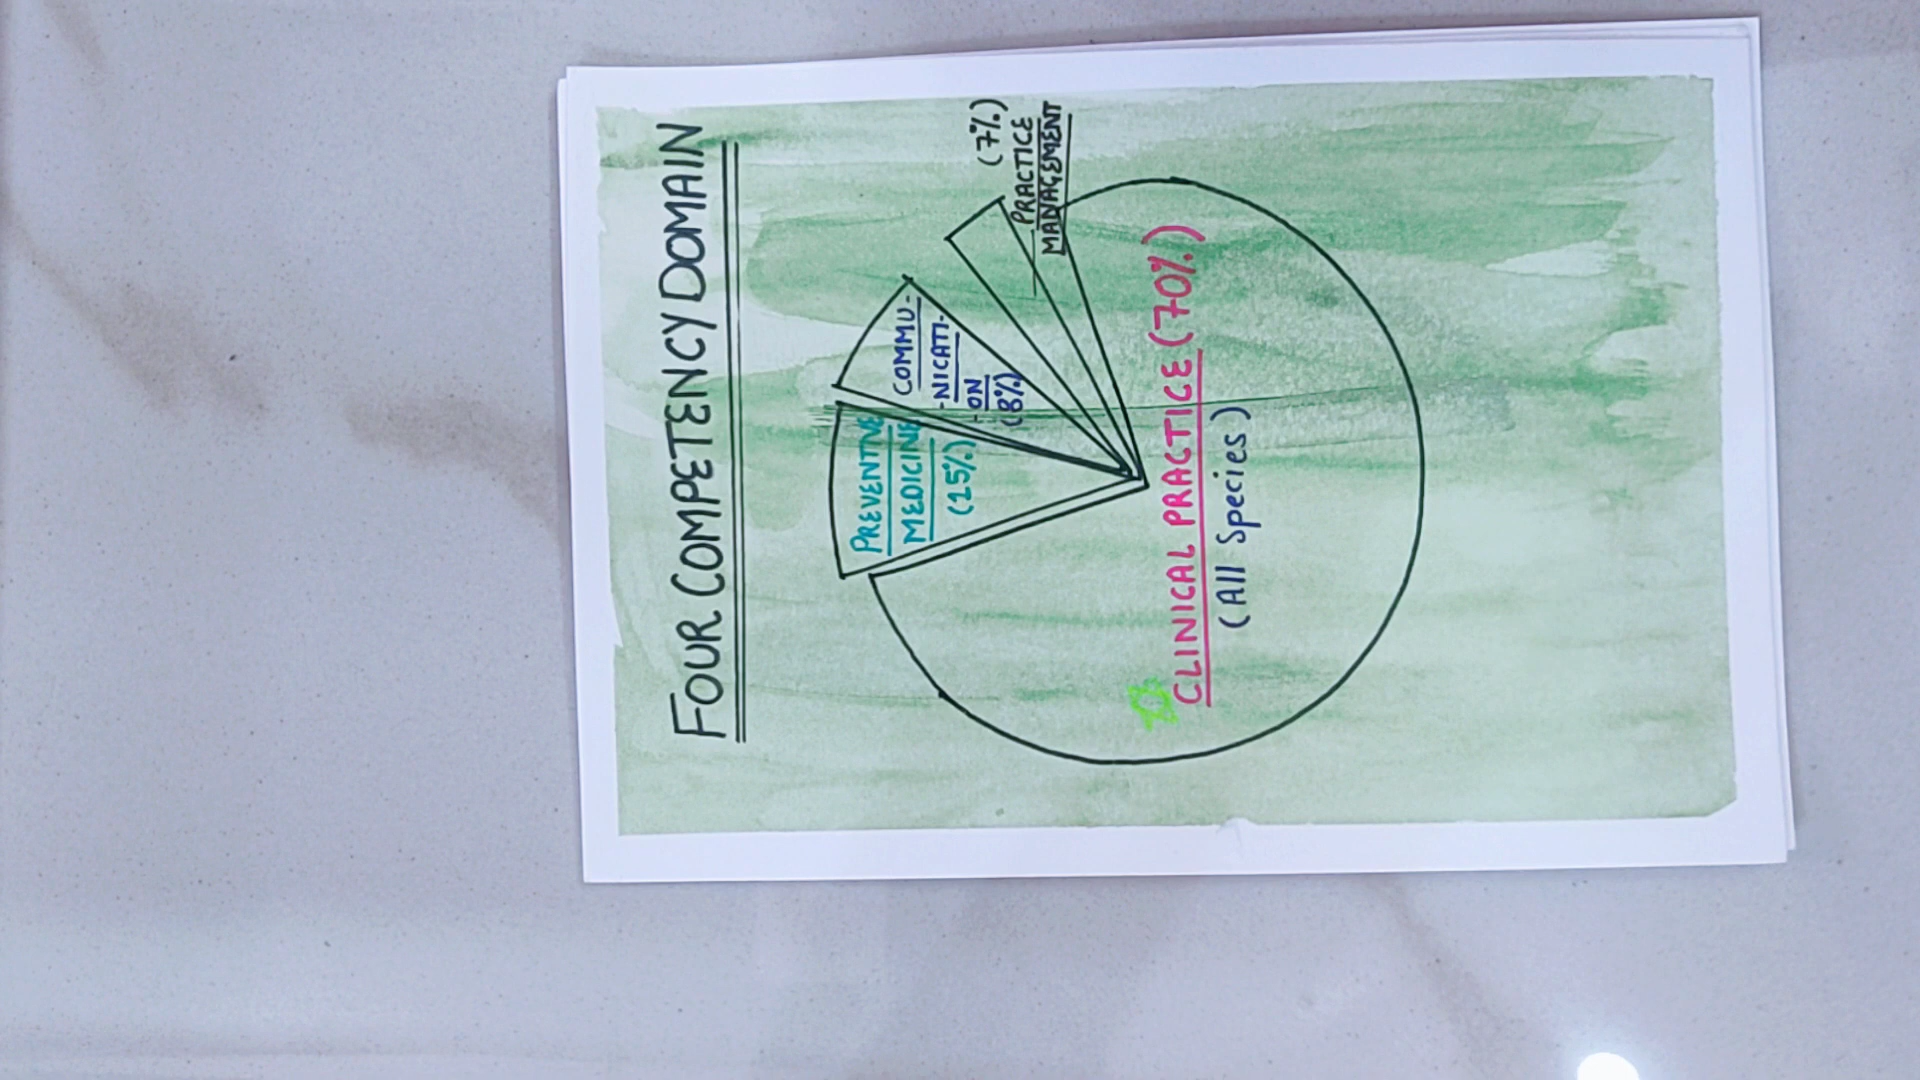 FOUR COMPETENCY DOMAIN
PREVENTIVE
MEDICINE
(15%)
COMMU-
-NICATI-
-ON
(8%)
(7%)
PRACTICE
MANAGEMENT
CLINICAL PRACTICE (70%)
(All Species)